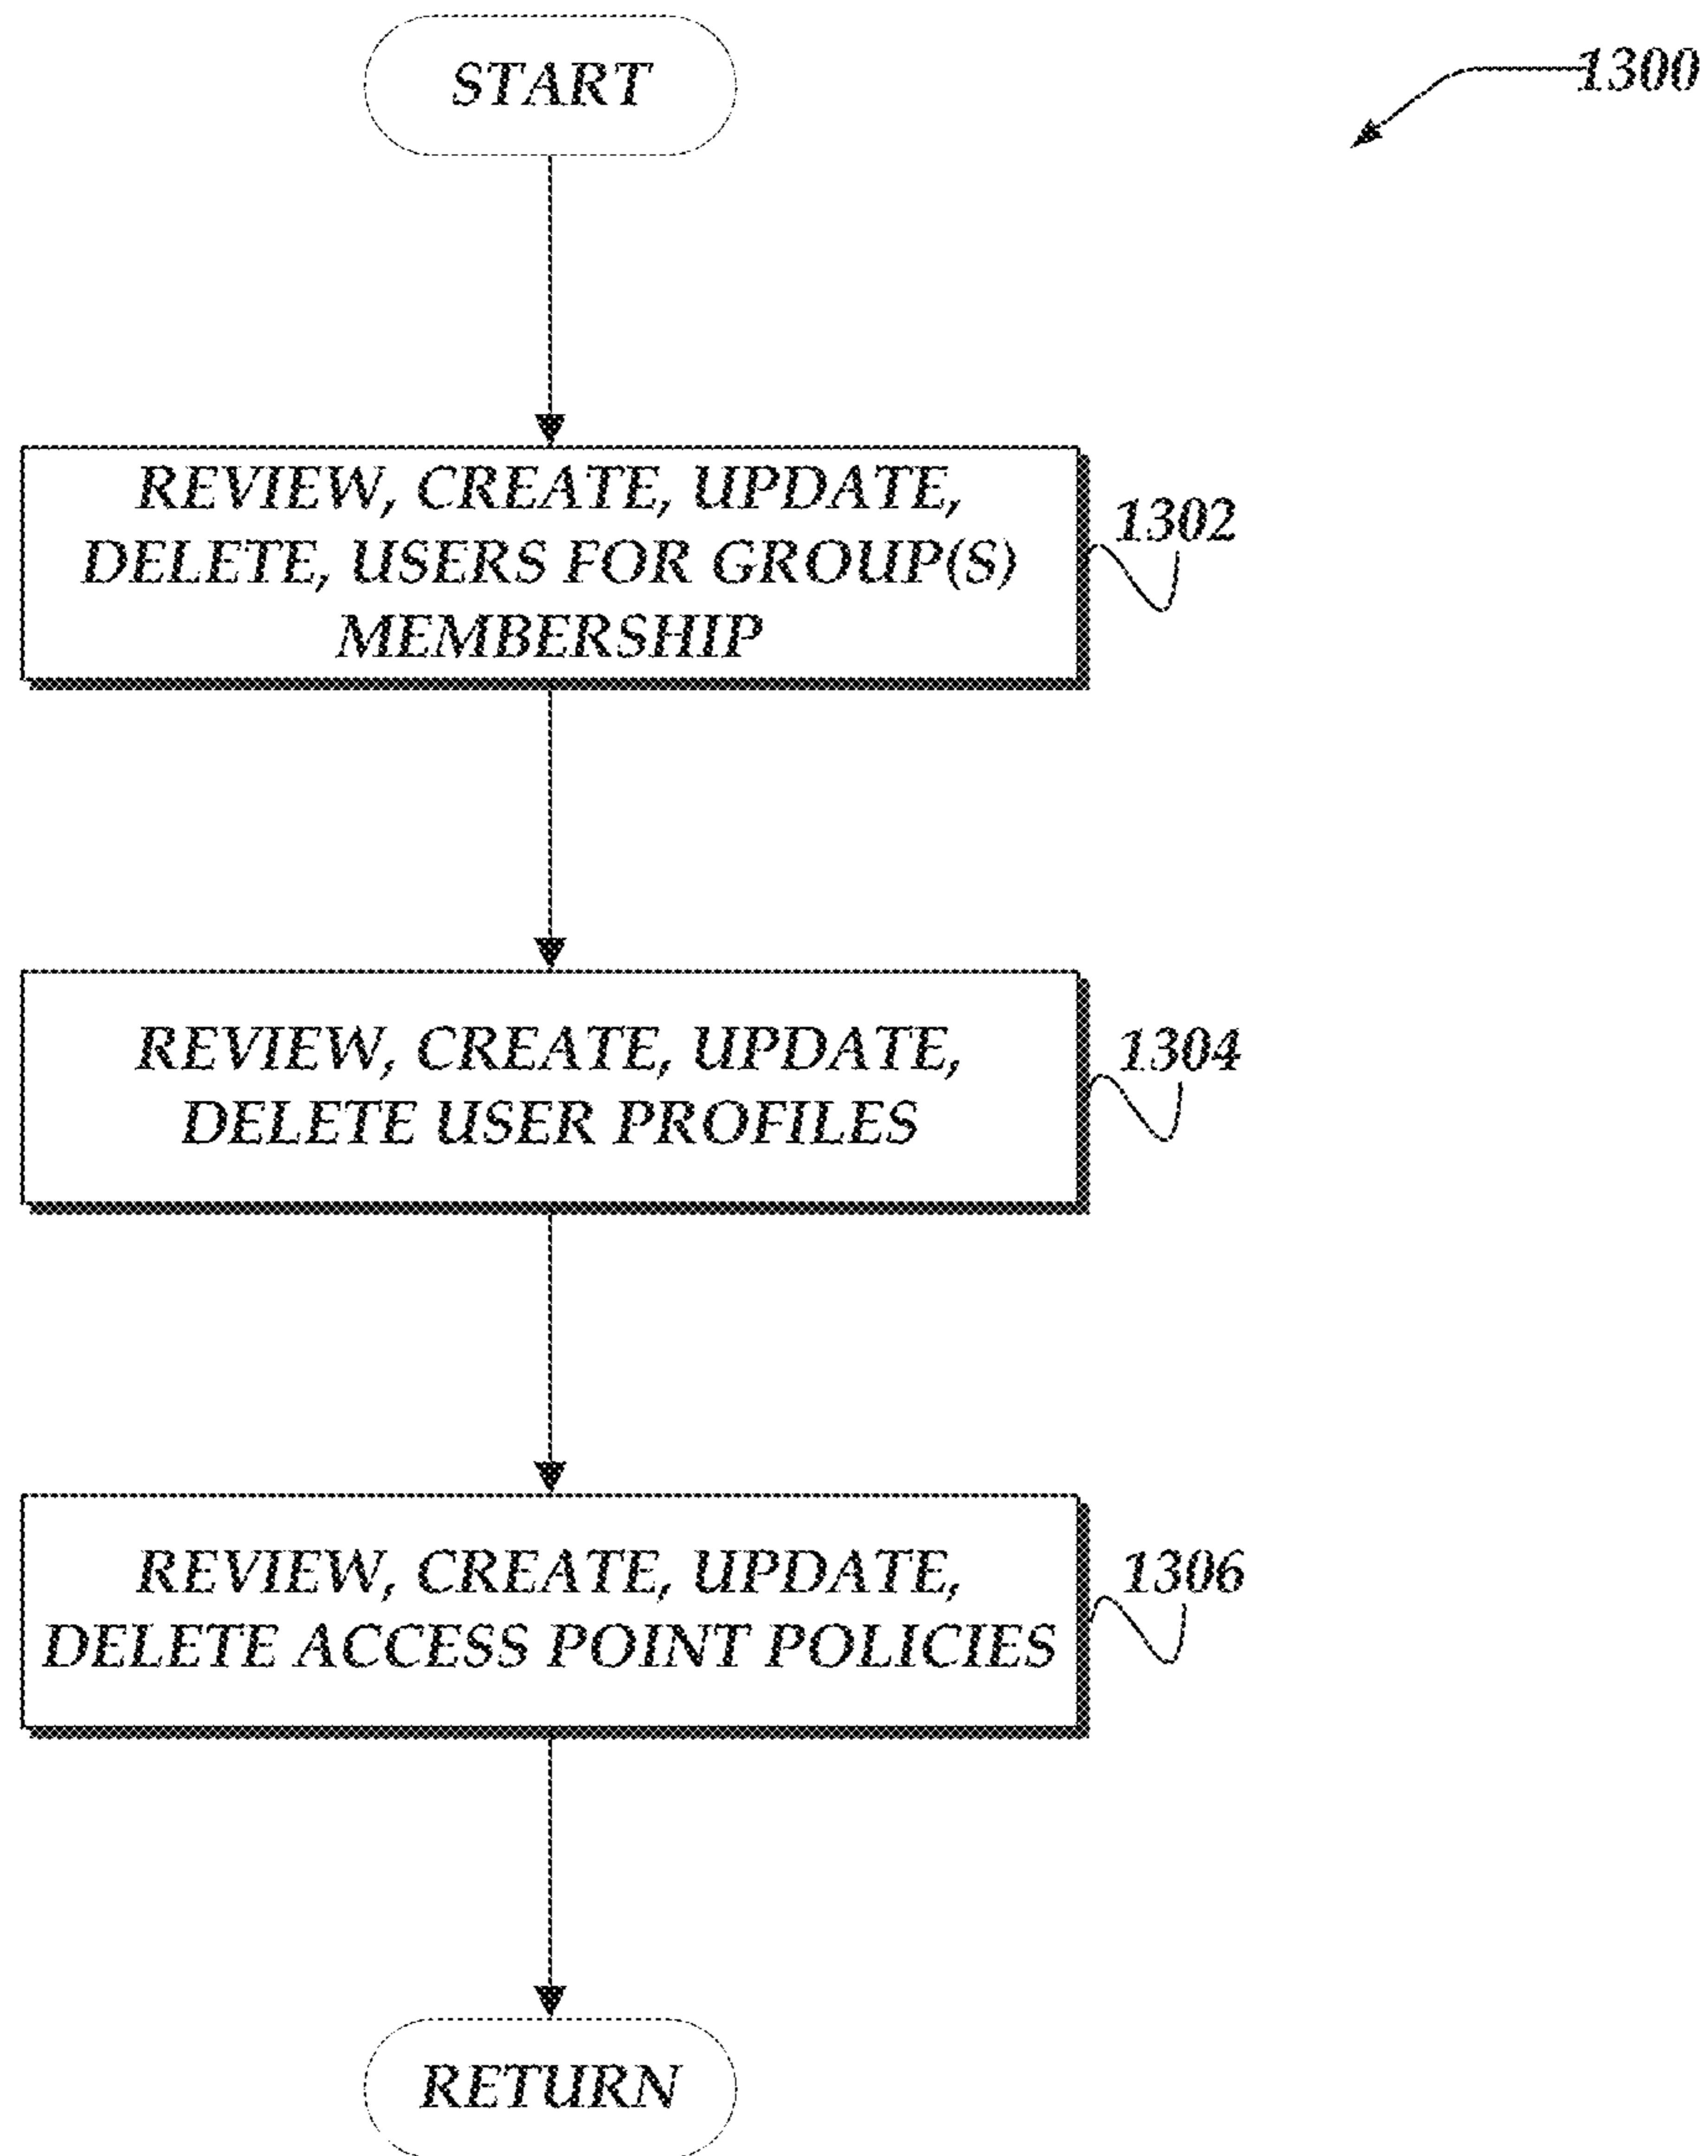 START
1300
REVIEW, CREATE, UPDATE,
DELETE, USERS FOR GROUP(S)
MEMBERSHIP
1302
REVIEW, CREATE, UPDATE,
DELETE USER PROFILES
1304
REVIEW, CREATE, UPDATE,
DELETE ACCESS POINT POLICIES
1306
RETURN